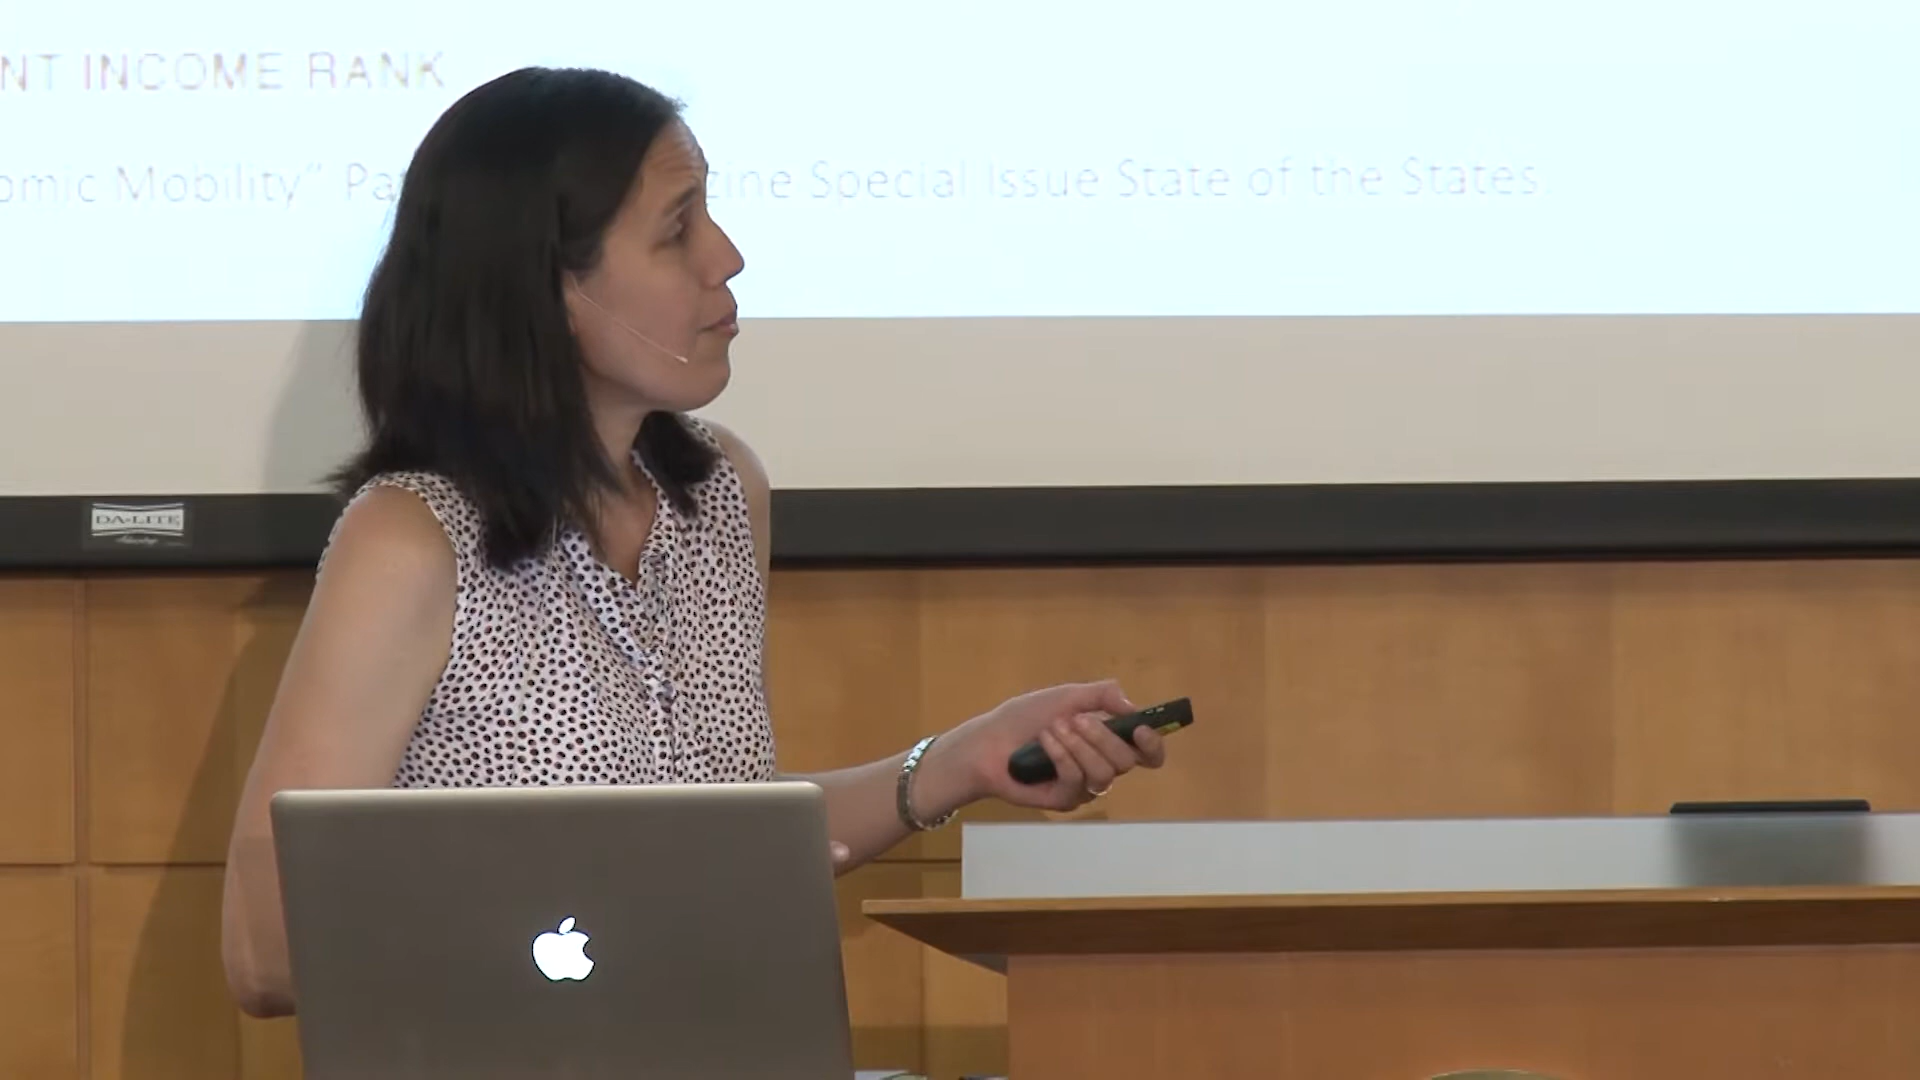 NT INCOME RANK
omic Mobility" Pa zine Special Issue State of the States
DA-LITE